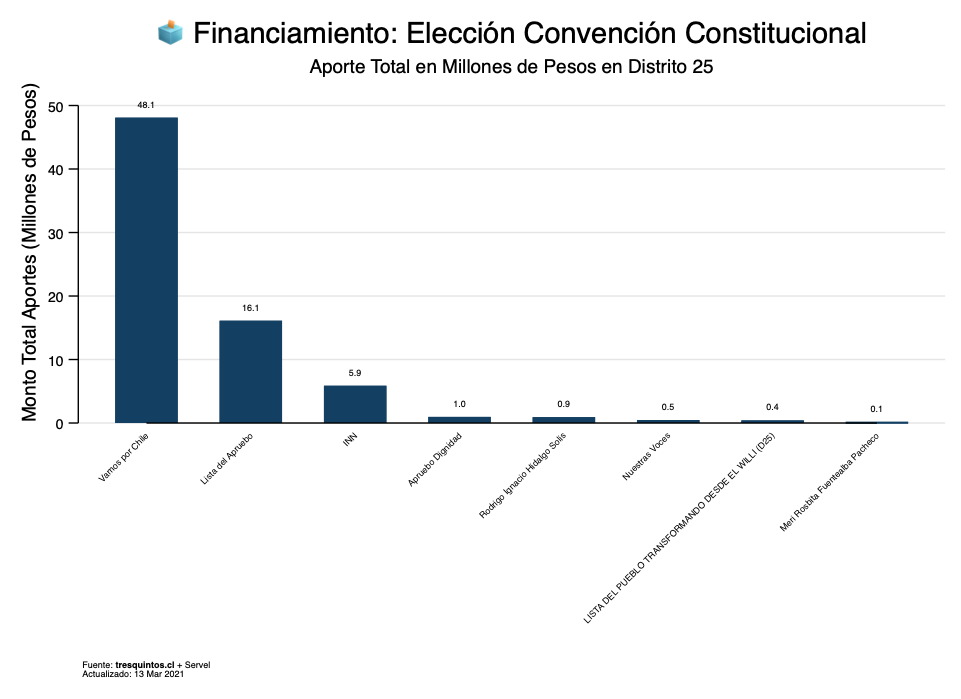 Financiamiento: Elección Convención Constitucional
Aporte Total en Millones de Pesos en Distrito 25
Monto Total Aportes (Millones de Pesos)
50
40
30
20
10
0
48.1
16.1
5.9
1.0
0.9
0.5
0.4
0.1
Vamos por Chile
Lista del Apruebo
INN
Apruebo Dignidad
Rodrigo Ignacio Hidalgo Solis
Nuestras Voces
LISTA DEL PUEBLO TRANSFORMANDO DESDE EL WILLI (D25)
Meri Rosbita Fuentealba Pacheco
Fuente: tresquintos.cl + Servel
Actualizado: 13 Mar 2021